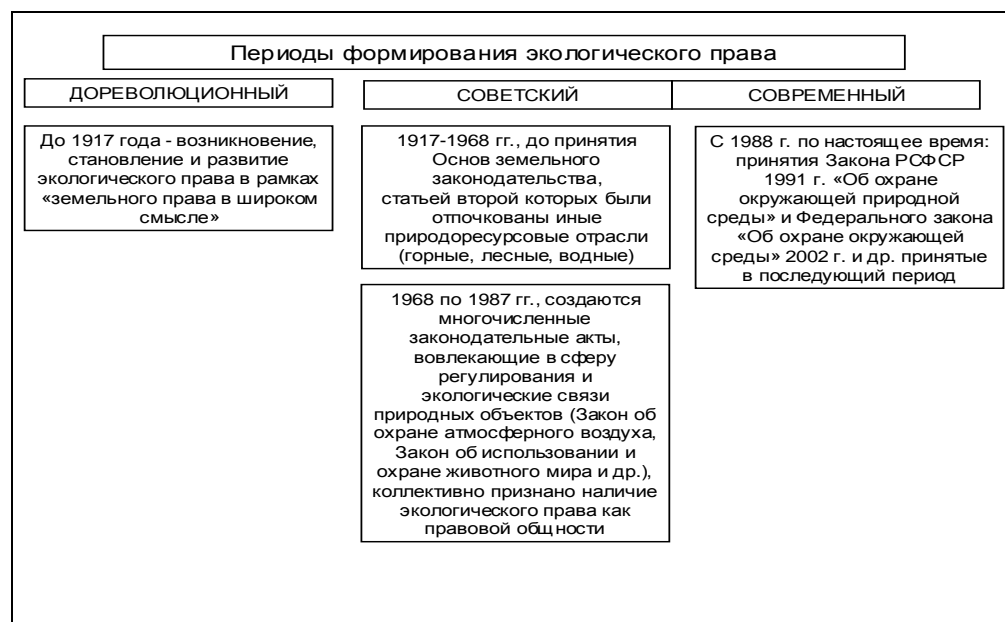 Периоды формирования экологического права
ДОРЕВОЛЮЦИОННЫЙ
До 1917 года - возникновение,
становление и развитие
экологического права в рамках
«земельного права в широком
смысле»
СОВЕТСКИЙ
1917-1968 гг., до принятия
Основ земельного
законодательства,
статьей второй которых были
отпочкованы иные
природоресурсовые отрасли
(горные, лесные, водные)
1968 по 1987 гг., создаются
многочисленные
законодательные акты,
вовлекающие в сферу
регулирования и
экологические связи
природных объектов (Закон об
охране атмосферного воздуха,
Закон об использовании и
охране животного мира и др.),
коллективно признано наличие
экологического права как
правовой общности
СОВРЕМЕННЫЙ
С 1988 г. по настоящее время:
принятия Закона РСФСР
1991 г. «Об охране
окружающей природной
среды» и Федерального закона
«Об охране окружающей
среды» 2002 г. и др. принятые
в последующий период